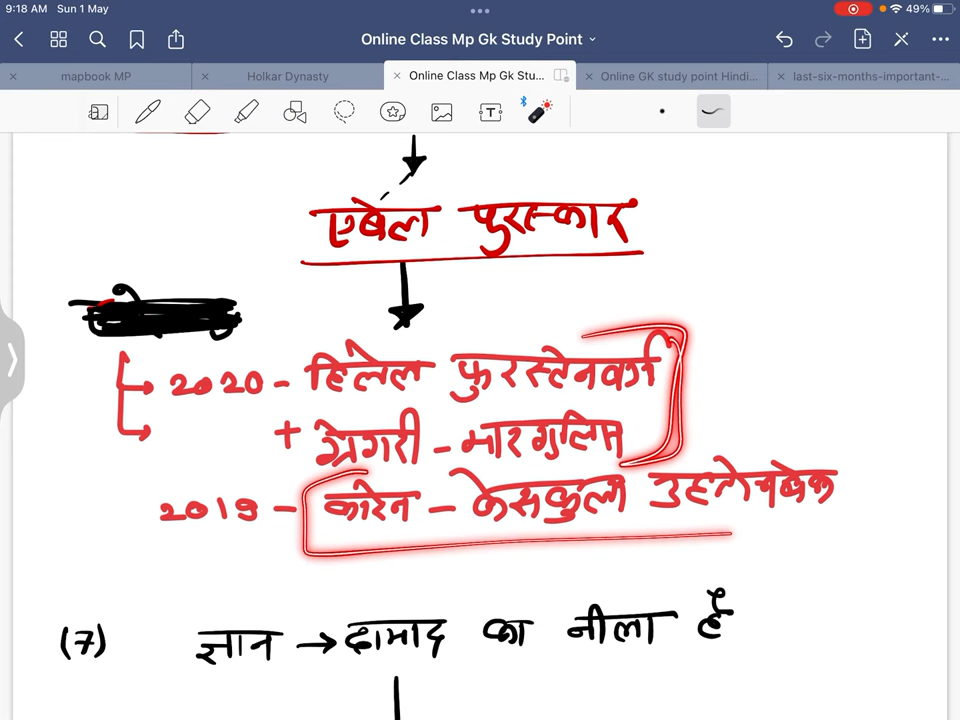 9:18 AM Sun 1 May 49%
Online Class Mp Gk Study Point
mapbook MP Holkar Dynasty Online Class Mp Gk Stu... Online GK study point Hindi... last-six-months-important-...
एबेल पुरस्कार
2020 - हिलेल फुरस्तेनबर्ग
+ ग्रेगरी - मारगुलिस
2019 - कारेन - केसकुला उहलेनबेक
(7) ज्ञान → दामाद का नीला है